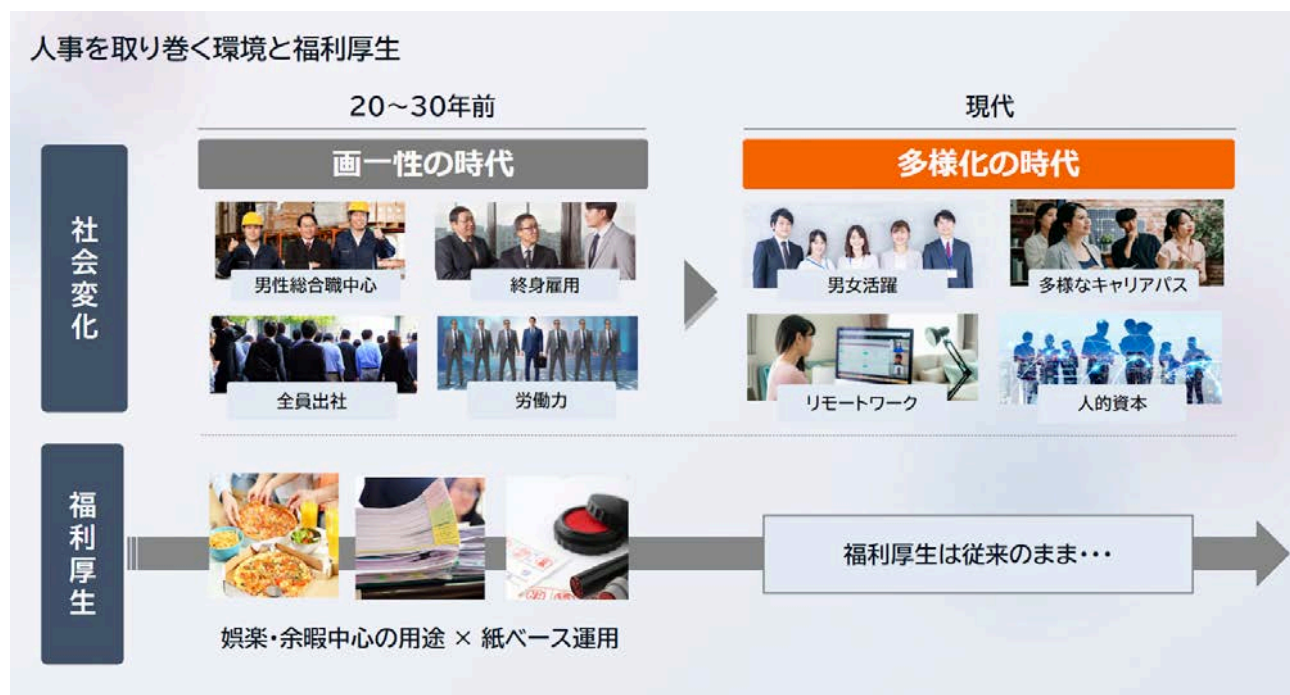 人事を取り巻く環境と福利厚生
20～30年前
現代
画一性の時代
多様化の時代
社会変化
男性総合職中心
終身雇用
男女活躍
多様なキャリアパス
全員出社
労働力
リモートワーク
人的資本
福利厚生
福利厚生は従来のまま・・・
娯楽・余暇中心の用途 × 紙ベース運用